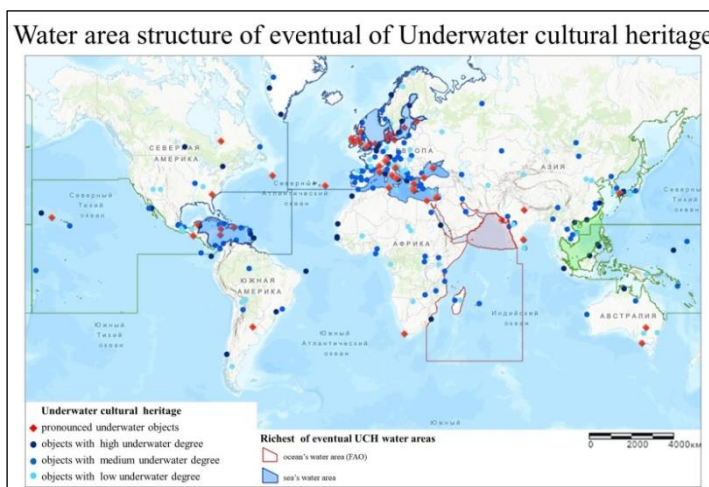 Water area structure of eventual of Underwater cultural heritage
СЕВЕРНАЯ
АМЕРИКА
ЕВРОПА
АЗИЯ
Северный
Тихий
океан
Северный
Атлантический
океан
Северный
Тихий
океан
АФРИКА
ЮЖНАЯ
АМЕРИКА
Индийский
океан
АВСТРАЛИЯ
Южный
Тихий
океан
Южный
Атлантический
океан
Южный
Underwater cultural heritage
pronounced underwater objects
objects with high underwater degree
objects with medium underwater degree
objects with low underwater degree
Richest of eventual UCH water areas
ocean's water area (FAO)
sea's water area
0 2000 4000км